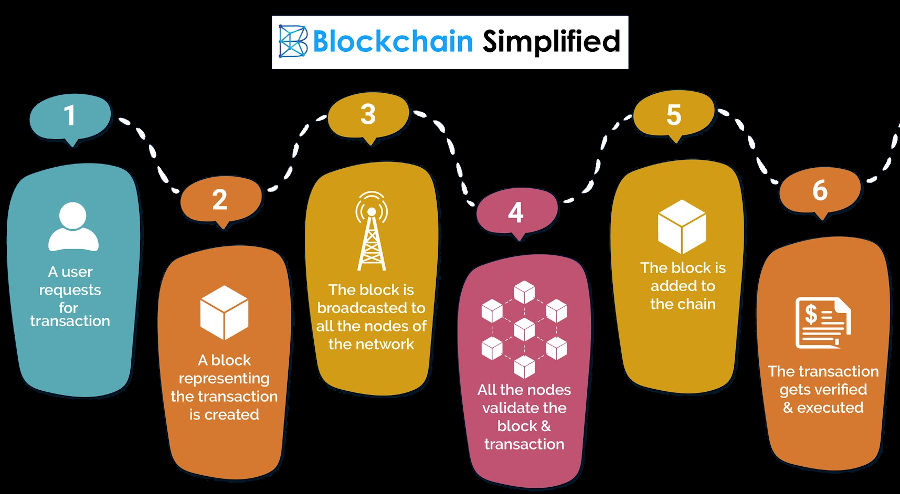 Blockchain Simplified
1
A user
requests
for
transaction
2
A block
representing
the transaction
is created
3
The block is
broadcasted to
all the nodes of
the network
4
All the nodes
validate the
block &
transaction
5
The block is
added to
the chain
6
$
The transaction
gets verified
& executed